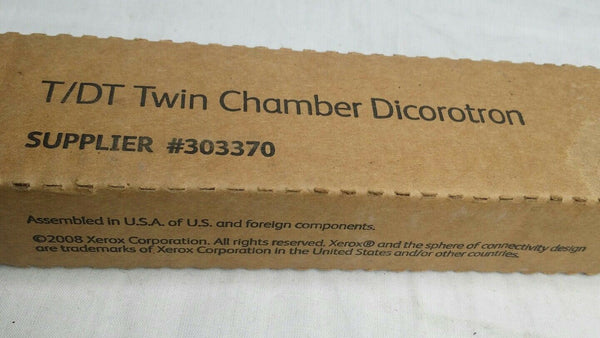 T/DT Twin Chamber Dicorotron
SUPPLIER #303370
Assembled in U.S.A. of U.S. and foreign components.
©2008 Xerox Corporation. All rights reserved. Xerox® and the sphere of connectivity design
are trademarks of Xerox Corporation in the United States and/or other countries.